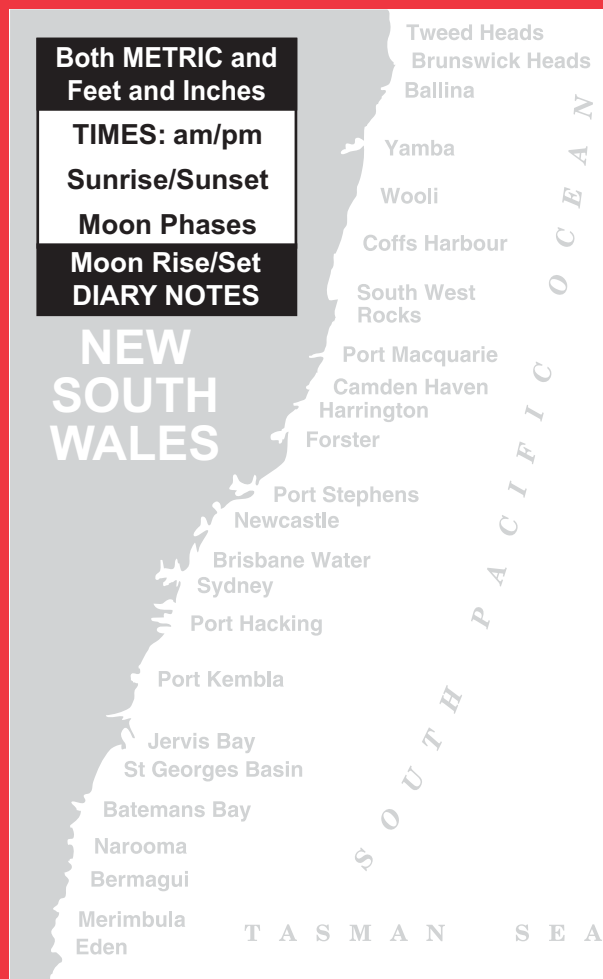 Both METRIC and
Feet and Inches
TIMES: am/pm
Sunrise/Sunset
Moon Phases
Moon Rise/Set
DIARY NOTES
NEW
SOUTH
WALES
Tweed Heads
Brunswick Heads
Ballina
Yamba
Wooli
Coffs Harbour
South West
Rocks
Port Macquarie
Camden Haven
Harrington
Forster
Port Stephens
Newcastle
Brisbane Water
Sydney
Port Hacking
Port Kembla
Jervis Bay
St Georges Basin
Batemans Bay
Narooma
Bermagui
Merimbula
Eden
SOUTH PACIFIC OCEAN
TASMAN SEA